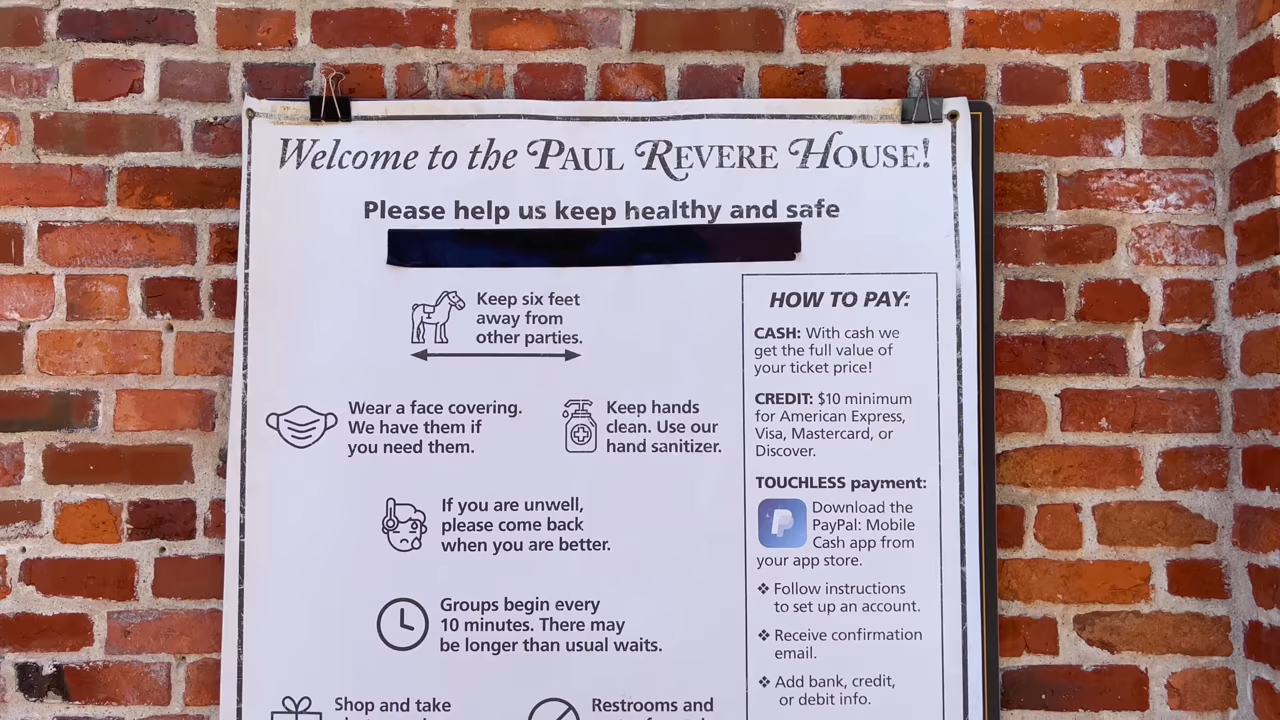 Welcome to the PAUL REVERE HOUSE!
Please help us keep healthy and safe
Keep six feet
away from
other parties.
Wear a face covering.
We have them if
you need them.
Keep hands
clean. Use our
hand sanitizer.
If you are unwell,
please come back
when you are better.
Groups begin every
10 minutes. There may
be longer than usual waits.
Shop and take
Restrooms and
HOW TO PAY:
CASH: With cash we
get the full value of
your ticket price!
CREDIT: $10 minimum
for American Express,
Visa, Mastercard, or
Discover.
TOUCHLESS payment:
Download the
PayPal: Mobile
Cash app from
your app store.
❖ Follow instructions
to set up an account.
❖ Receive confirmation
email.
❖ Add bank, credit,
or debit info.